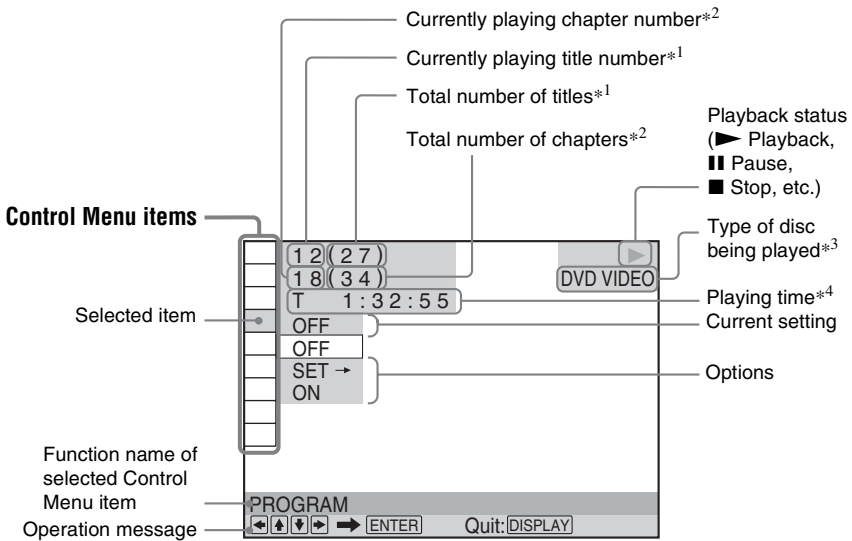 Currently playing chapter number*2
Currently playing title number*1
Total number of titles*1
Total number of chapters*2
Playback status
(► Playback,
❚❚ Pause,
■ Stop, etc.)
Control Menu items
Type of disc
being played*3
12(27)
18(34)
DVD VIDEO
T 1:32:55
Playing time*4
Selected item
OFF
Current setting
OFF
SET →
ON
Options
Function name of
selected Control
Menu item
PROGRAM
Operation message
← ↑ ↓ → ➡ ENTER Quit: DISPLAY